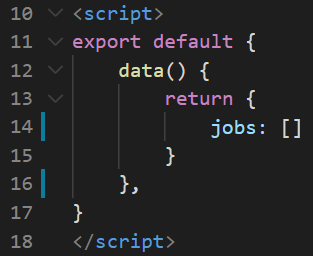 10 <script>
11 export default {
12     data() {
13         return {
14             jobs: []
15         }
16     },
17 }
18 </script>